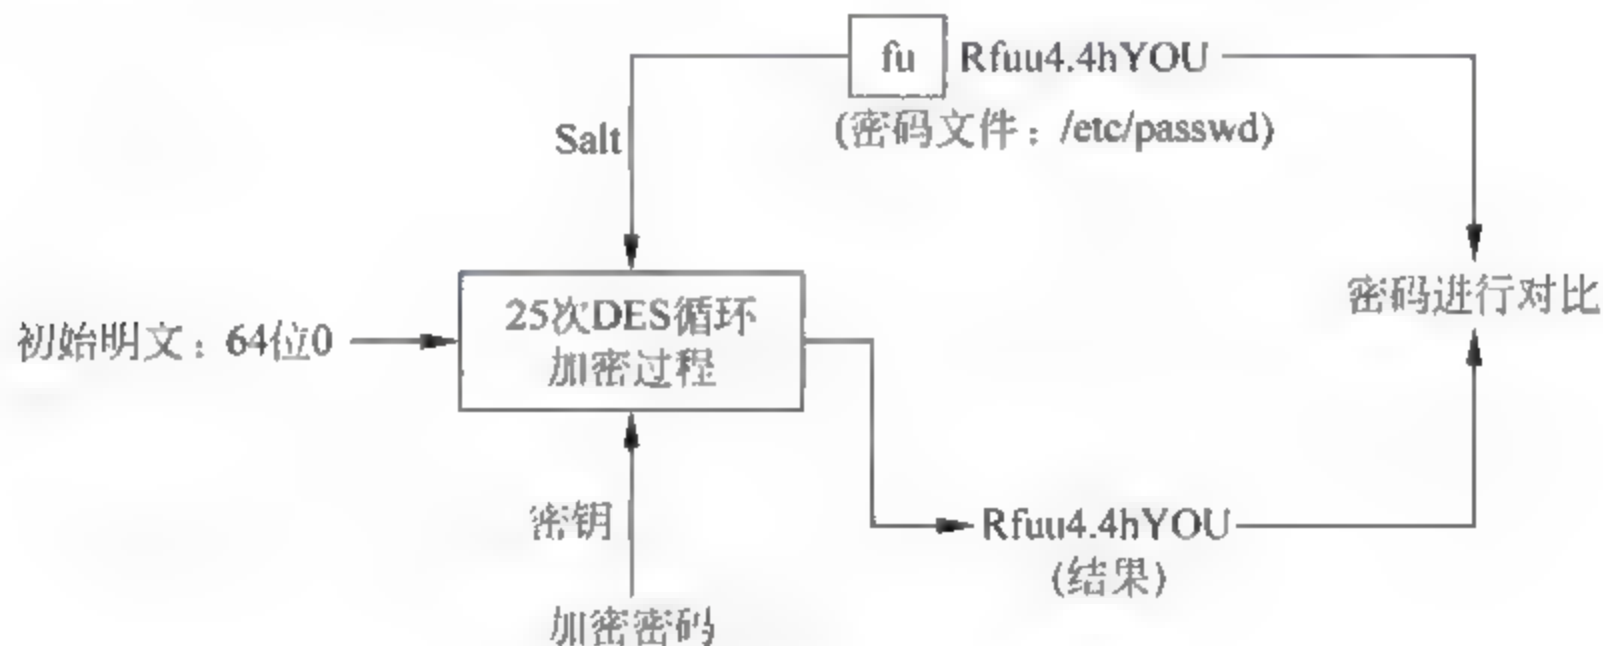 fu Rfuu4.4hYOU
(密码文件：/etc/passwd)
Salt
25次DES循环
加密过程
初始明文：64位0
密码进行对比
密钥
加密密码
Rfuu4.4hYOU
(结果)